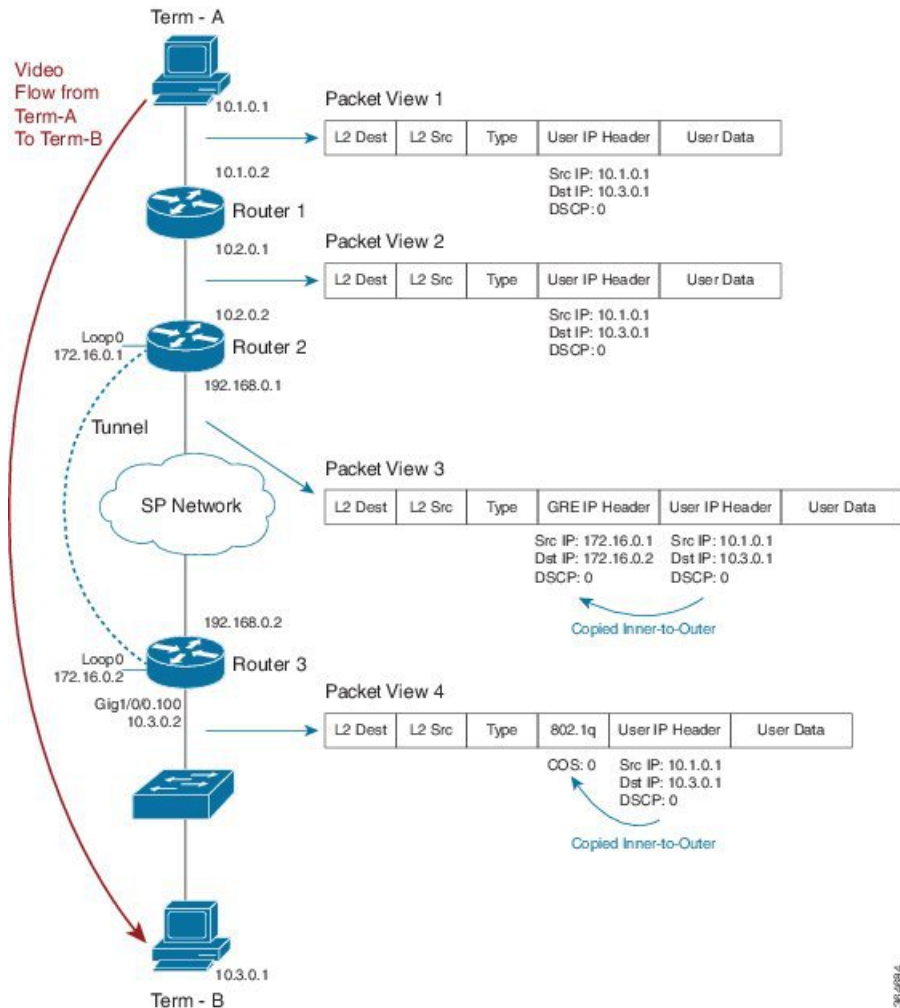 Term - A
Video
Flow from
Term-A
To Term-B
10.1.0.1
Packet View 1
L2 Dest L2 Src Type User IP Header User Data
Src IP: 10.1.0.1
Dst IP: 10.3.0.1
DSCP: 0
10.1.0.2
Router 1
10.2.0.1
Packet View 2
L2 Dest L2 Src Type User IP Header User Data
Src IP: 10.1.0.1
Dst IP: 10.3.0.1
DSCP: 0
10.2.0.2
Loop0
172.16.0.1
Router 2
192.168.0.1
Tunnel
SP Network
Packet View 3
L2 Dest L2 Src Type GRE IP Header User IP Header User Data
Src IP: 172.16.0.1 Src IP: 10.1.0.1
Dst IP: 172.16.0.2 Dst IP: 10.3.0.1
DSCP: 0 DSCP: 0
Copied Inner-to-Outer
192.168.0.2
Loop0
172.16.0.2
Router 3
Gig1/0/0.100
10.3.0.2
Packet View 4
L2 Dest L2 Src Type 802.1q User IP Header User Data
COS: 0 Src IP: 10.1.0.1
Dst IP: 10.3.0.1
DSCP: 0
Copied Inner-to-Outer
10.3.0.1
Term - B